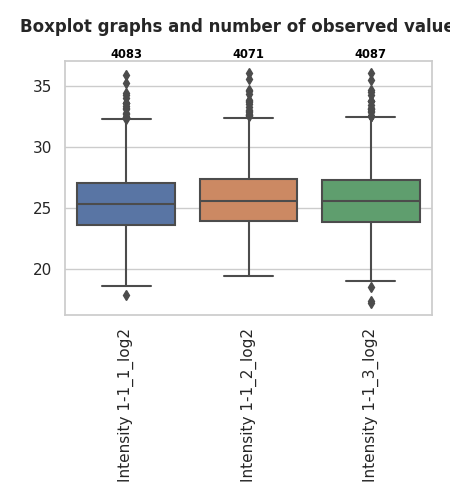 Boxplot graphs and number of observed value
4083 4071 4087
35
30
25
20
Intensity 1-1_1_log2
Intensity 1-1_2_log2
Intensity 1-1_3_log2